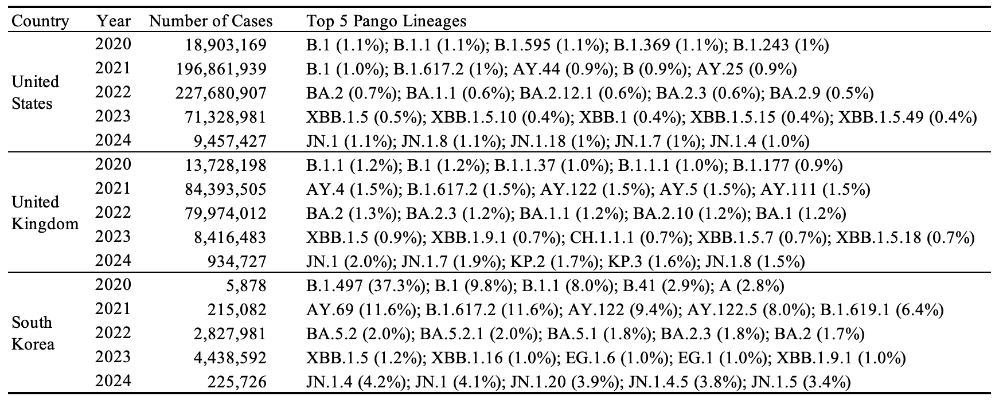 Country Year Number of Cases Top 5 Pango Lineages
United States
2020 18,903,169 B.1 (1.1%); B.1.1 (1.1%); B.1.595 (1.1%); B.1.369 (1.1%); B.1.243 (1%)
2021 196,861,939 B.1 (1.0%); B.1.617.2 (1%); AY.44 (0.9%); B (0.9%); AY.25 (0.9%)
2022 227,680,907 BA.2 (0.7%); BA.1.1 (0.6%); BA.2.12.1 (0.6%); BA.2.3 (0.6%); BA.2.9 (0.5%)
2023 71,328,981 XBB.1.5 (0.5%); XBB.1.5.10 (0.4%); XBB.1 (0.4%); XBB.1.5.15 (0.4%); XBB.1.5.49 (0.4%)
2024 9,457,427 JN.1 (1.1%); JN.1.8 (1.1%); JN.1.18 (1%); JN.1.7 (1%); JN.1.4 (1.0%)
United Kingdom
2020 13,728,198 B.1.1 (1.2%); B.1 (1.2%); B.1.1.37 (1.0%); B.1.1.1 (1.0%); B.1.177 (0.9%)
2021 84,393,505 AY.4 (1.5%); B.1.617.2 (1.5%); AY.122 (1.5%); AY.5 (1.5%); AY.111 (1.5%)
2022 79,974,012 BA.2 (1.3%); BA.2.3 (1.2%); BA.1.1 (1.2%); BA.2.10 (1.2%); BA.1 (1.2%)
2023 8,416,483 XBB.1.5 (0.9%); XBB.1.9.1 (0.7%); CH.1.1.1 (0.7%); XBB.1.5.7 (0.7%); XBB.1.5.18 (0.7%)
2024 934,727 JN.1 (2.0%); JN.1.7 (1.9%); KP.2 (1.7%); KP.3 (1.6%); JN.1.8 (1.5%)
South Korea
2020 5,878 B.1.497 (37.3%); B.1 (9.8%); B.1.1 (8.0%); B.41 (2.9%); A (2.8%)
2021 215,082 AY.69 (11.6%); B.1.617.2 (11.6%); AY.122 (9.4%); AY.122.5 (8.0%); B.1.619.1 (6.4%)
2022 2,827,981 BA.5.2 (2.0%); BA.5.2.1 (2.0%); BA.5.1 (1.8%); BA.2.3 (1.8%); BA.2 (1.7%)
2023 4,438,592 XBB.1.5 (1.2%); XBB.1.16 (1.0%); EG.1.6 (1.0%); EG.1 (1.0%); XBB.1.9.1 (1.0%)
2024 225,726 JN.1.4 (4.2%); JN.1 (4.1%); JN.1.20 (3.9%); JN.1.4.5 (3.8%); JN.1.5 (3.4%)